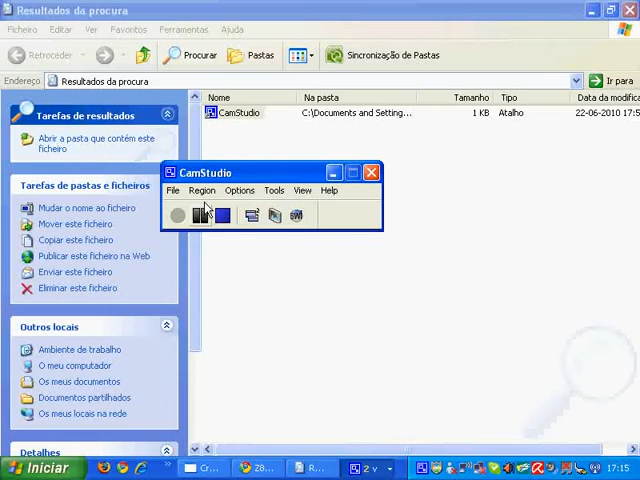 Resultados da procura
Ficheiro Editar Ver Favoritos Ferramentas Ajuda
Retroceder Procurar Pastas Sincronização de Pastas
Endereço Resultados da procura Ir para
Nome Na pasta Tamanho Tipo Data da modifica
CamStudio C:\Documents and Setting... 1 KB Atalho 22-06-2010 17:5
Tarefas de resultados
Abrir a pasta que contém este
ficheiro
Tarefas de pastas e ficheiros
Mudar o nome ao ficheiro
Mover este ficheiro
Copiar este ficheiro
Publicar este ficheiro na Web
Enviar este ficheiro
Eliminar este ficheiro
Outros locais
Ambiente de trabalho
O meu computador
Os meus documentos
Documentos partilhados
Os meus locais na rede
Detalhes
CamStudio
File Region Options Tools View Help
Iniciar Cr... Z8... R... 2 v 17:15